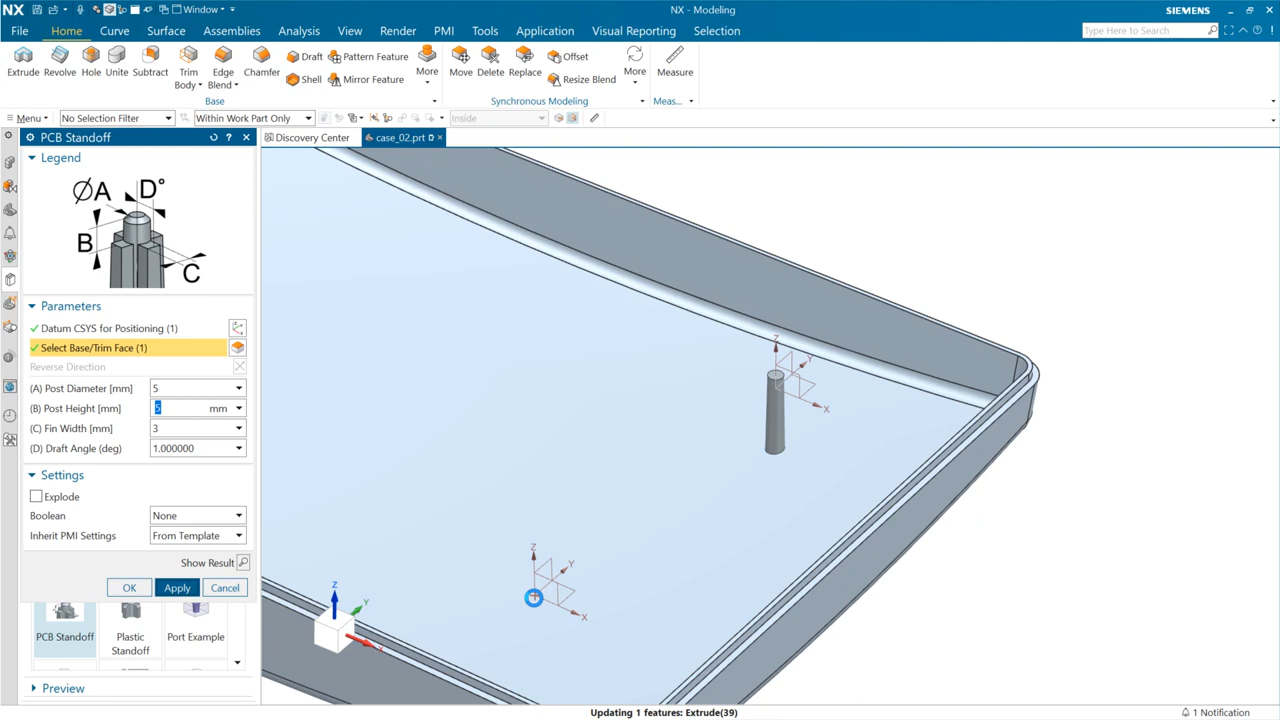 NX
Window
NX - Modeling
SIEMENS
File
Home
Curve
Surface
Assemblies
Analysis
View
Render
PMI
Tools
Application
Visual Reporting
Selection
Type Here to Search
Extrude
Revolve
Hole
Unite
Subtract
Trim Body
Edge Blend
Chamfer
Draft
Shell
Pattern Feature
Mirror Feature
More
Base
Move
Delete
Replace
Offset
Resize Blend
More
Synchronous Modeling
Measure
Meas...
Menu
No Selection Filter
Within Work Part Only
Inside
PCB Standoff
Discovery Center
case_02.prt
Legend
ØA
D°
B
C
Parameters
Datum CSYS for Positioning (1)
Select Base/Trim Face (1)
Reverse Direction
(A) Post Diameter [mm] 5
(B) Post Height [mm] 5 mm
(C) Fin Width [mm] 3
(D) Draft Angle (deg) 1.000000
Settings
Explode
Boolean None
Inherit PMI Settings From Template
Show Result
OK
Apply
Cancel
PCB Standoff
Plastic Standoff
Port Example
Preview
Z
Y
X
Z
Y
X
Z
Y
X
Updating 1 features: Extrude(39)
1 Notification